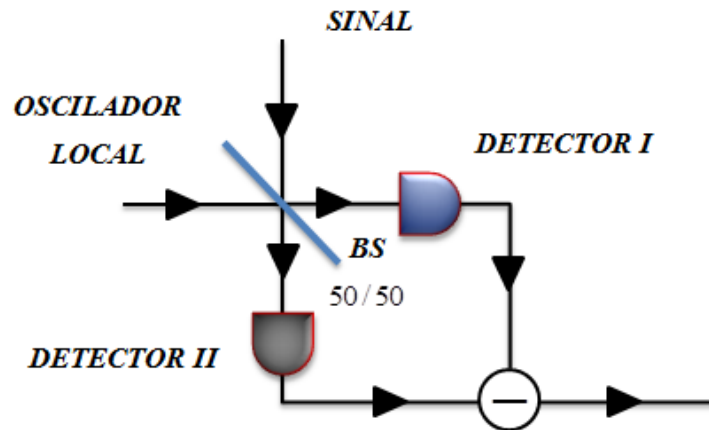 SINAL
OSCILADOR
LOCAL
DETECTOR I
BS
50 / 50
DETECTOR II
−